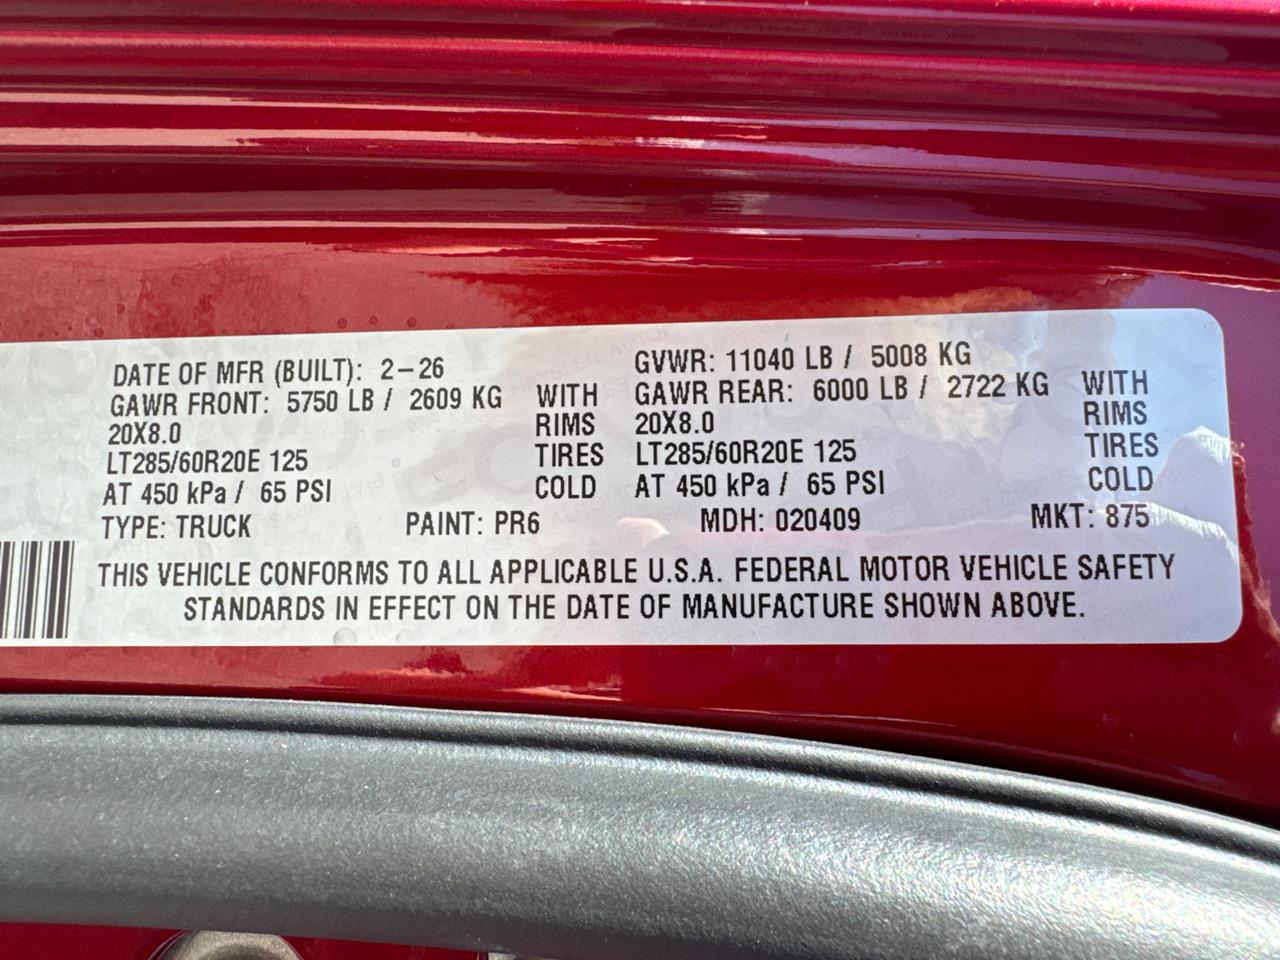 DATE OF MFR (BUILT): 2-26 GVWR: 11040 LB / 5008 KG
GAWR FRONT: 5750 LB / 2609 KG WITH GAWR REAR: 6000 LB / 2722 KG WITH
20X8.0 RIMS 20X8.0 RIMS
LT285/60R20E 125 TIRES LT285/60R20E 125 TIRES
AT 450 kPa / 65 PSI COLD AT 450 kPa / 65 PSI COLD
TYPE: TRUCK PAINT: PR6 MDH: 020409 MKT: 875
THIS VEHICLE CONFORMS TO ALL APPLICABLE U.S.A. FEDERAL MOTOR VEHICLE SAFETY
STANDARDS IN EFFECT ON THE DATE OF MANUFACTURE SHOWN ABOVE.